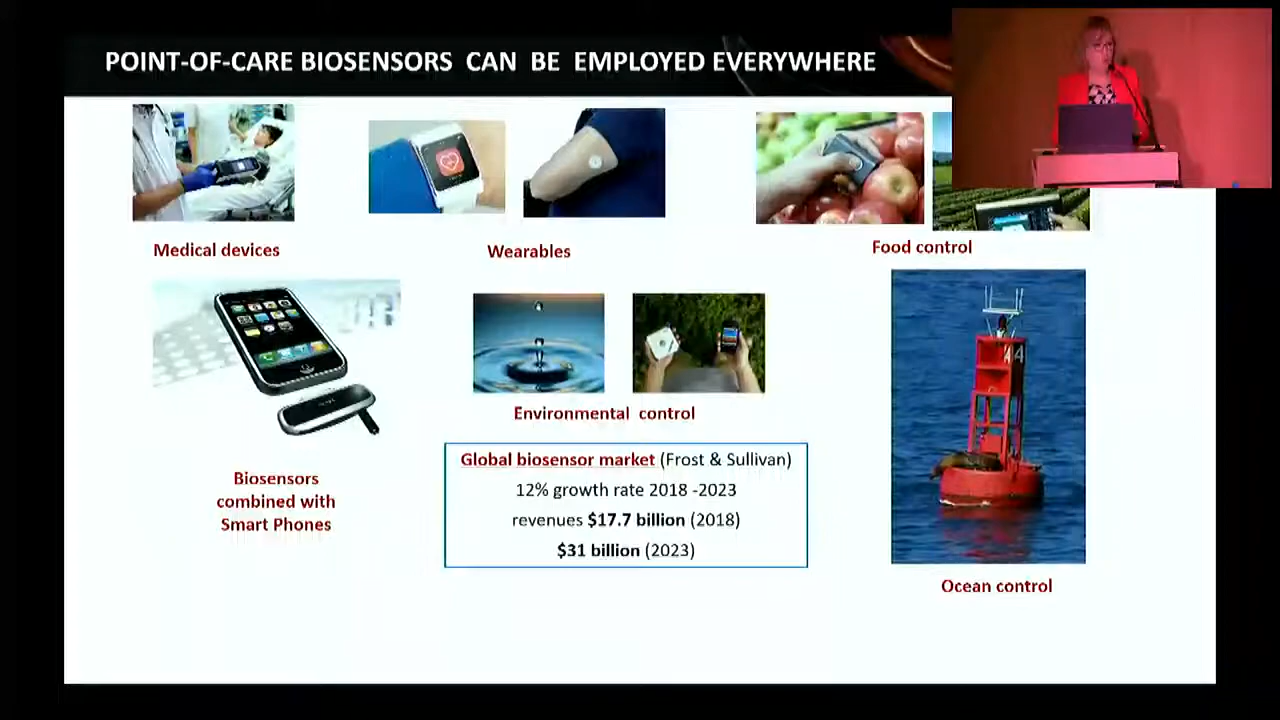 POINT-OF-CARE BIOSENSORS CAN BE EMPLOYED EVERYWHERE
Medical devices
Wearables
Food control
Environmental control
Biosensors
combined with
Smart Phones
Global biosensor market (Frost & Sullivan)
12% growth rate 2018 -2023
revenues $17.7 billion (2018)
$31 billion (2023)
44
Ocean control